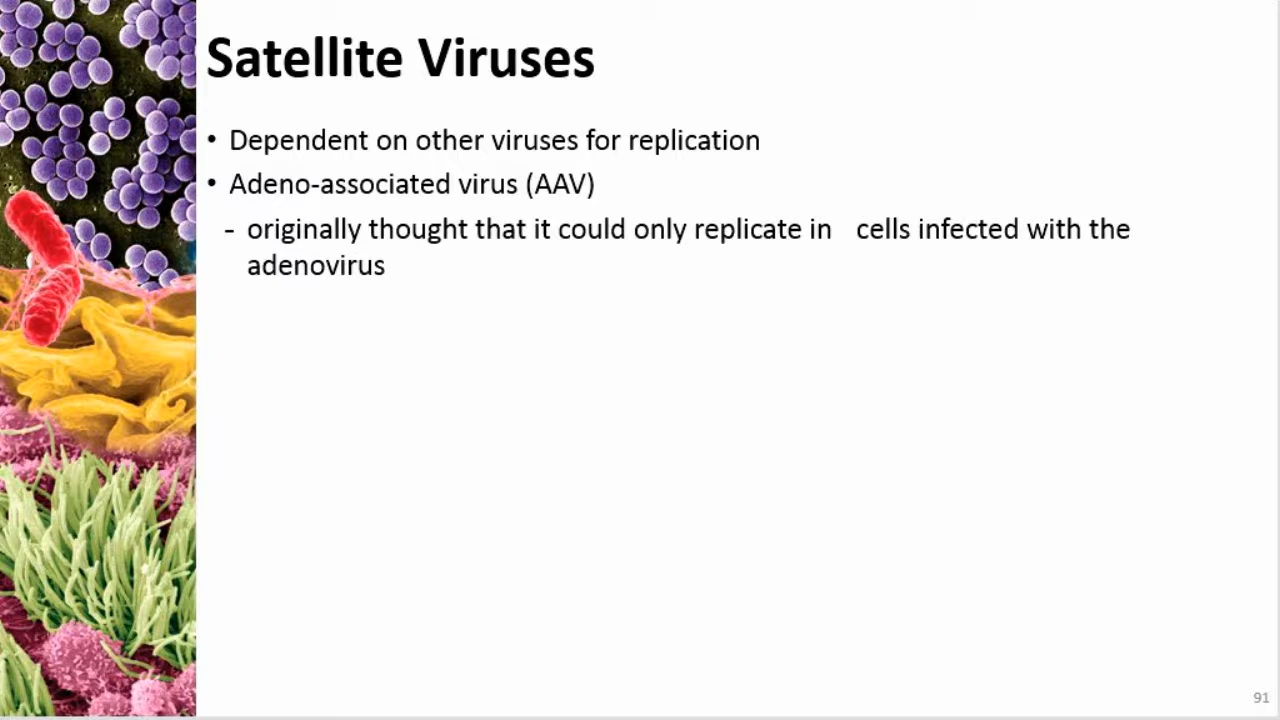 Satellite Viruses
• Dependent on other viruses for replication
• Adeno-associated virus (AAV)
- originally thought that it could only replicate in   cells infected with the
adenovirus
91